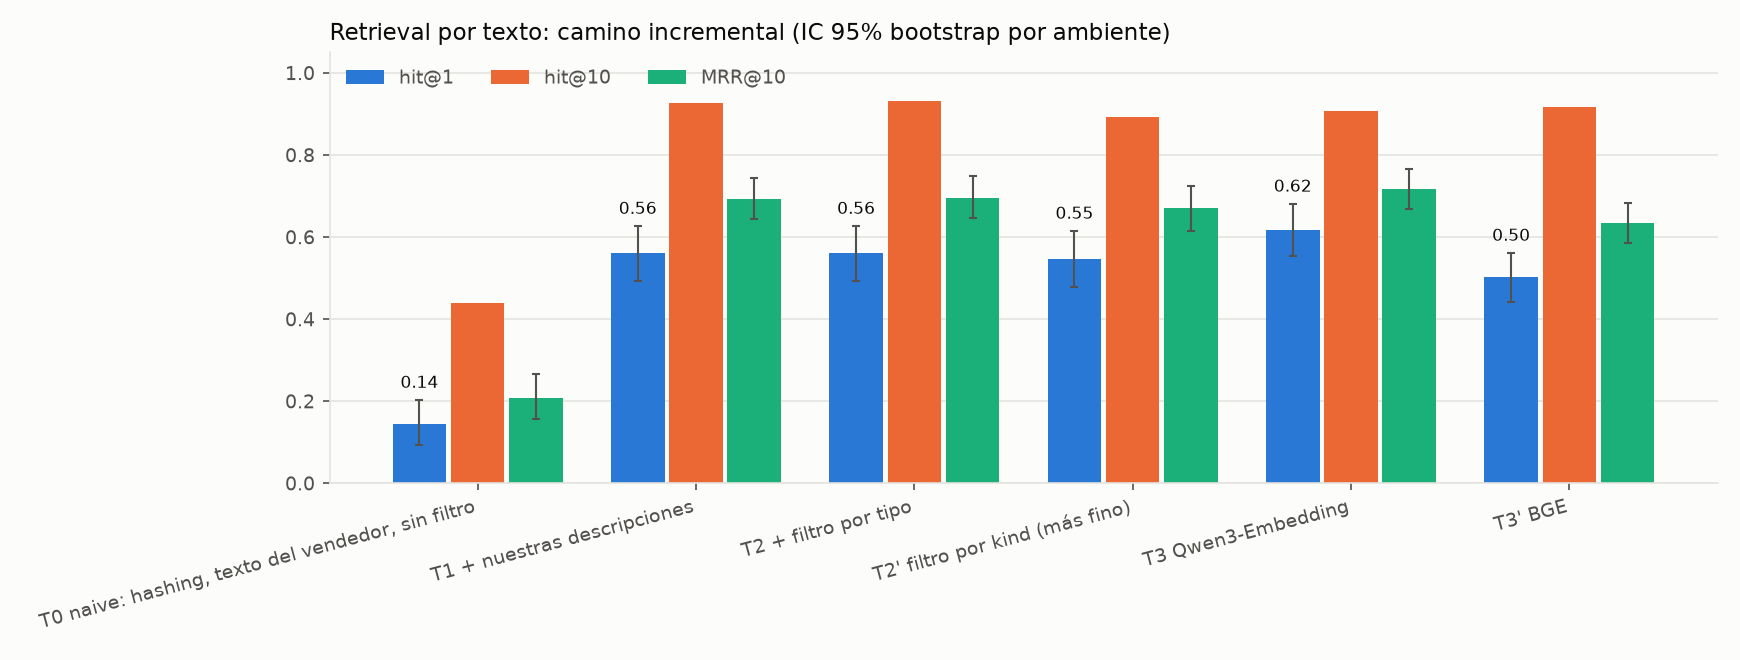 Retrieval por texto: camino incremental (IC 95% bootstrap por ambiente)
hit@1 hit@10 MRR@10
1.0
0.8
0.6
0.4
0.2
0.0
0.14
0.56
0.56
0.55
0.62
0.50
T0 naive: hashing, texto del vendedor, sin filtro
T1 + nuestras descripciones
T2 + filtro por tipo
T2' filtro por kind (más fino)
T3 Qwen3-Embedding
T3' BGE